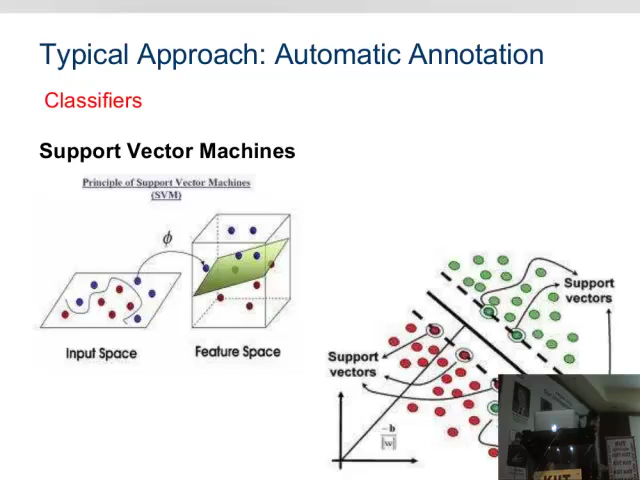 Typical Approach: Automatic Annotation
Classifiers
Support Vector Machines
Principle of Support Vector Machines
(SVM)
ϕ
Input Space
Feature Space
Support
vectors
Support
vectors
-b
|w|
KUT